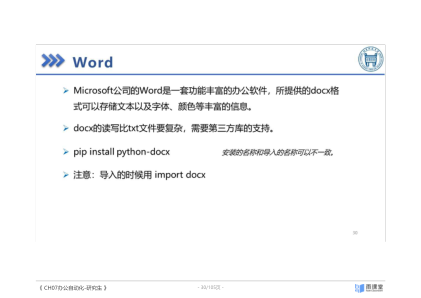 Word
Microsoft公司的Word是一套功能丰富的办公软件，所提供的docx格
式可以存储文本以及字体、颜色等丰富的信息。
docx的读写比txt文件要复杂，需要第三方库的支持。
pip install python-docx
安装的名称和导入的名称可以不一致。
注意：导入的时候用 import docx
《 CH07办公自动化-研究生 》
雨课堂